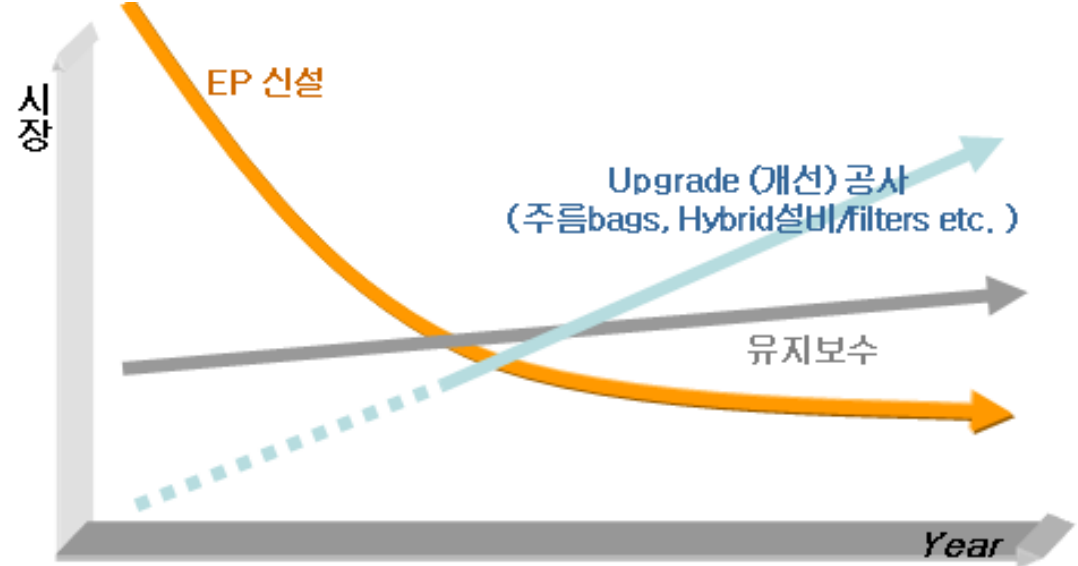 시장
EP 신설
Upgrade (개선) 공사
(주름bags, Hybrid설비/filters etc. )
유지보수
Year